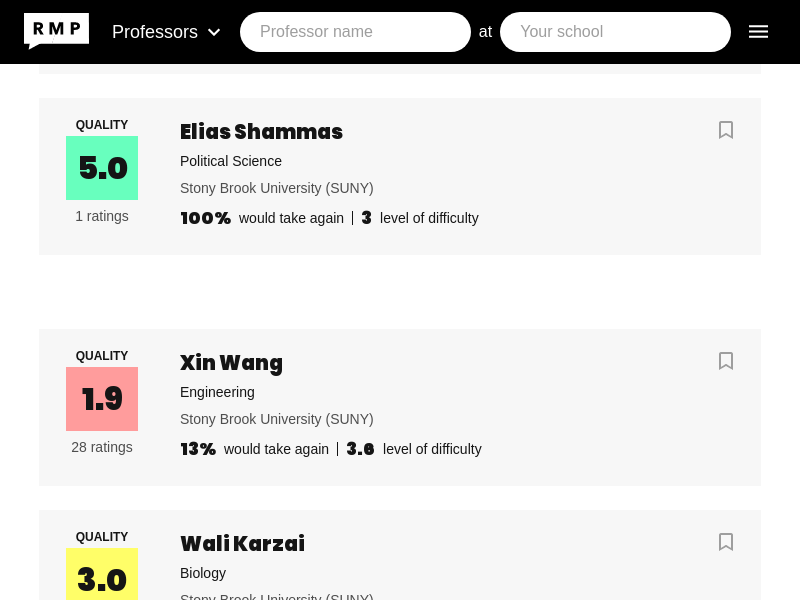 RMP Professors Professor name at Your school
QUALITY
5.0
1 ratings
Elias Shammas
Political Science
Stony Brook University (SUNY)
100% would take again 3 level of difficulty
QUALITY
1.9
28 ratings
Xin Wang
Engineering
Stony Brook University (SUNY)
13% would take again 3.6 level of difficulty
QUALITY
3.0
Wali Karzai
Biology
Stony Brook University (SUNY)